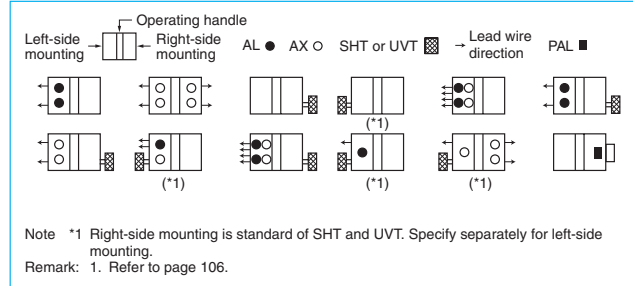 Operating handle
Left-side mounting
Right-side mounting
AL AX SHT or UVT Lead wire direction PAL
(*1)
(*1) (*1) (*1)
Note *1 Right-side mounting is standard of SHT and UVT. Specify separately for left-side
mounting.
Remark: 1. Refer to page 106.